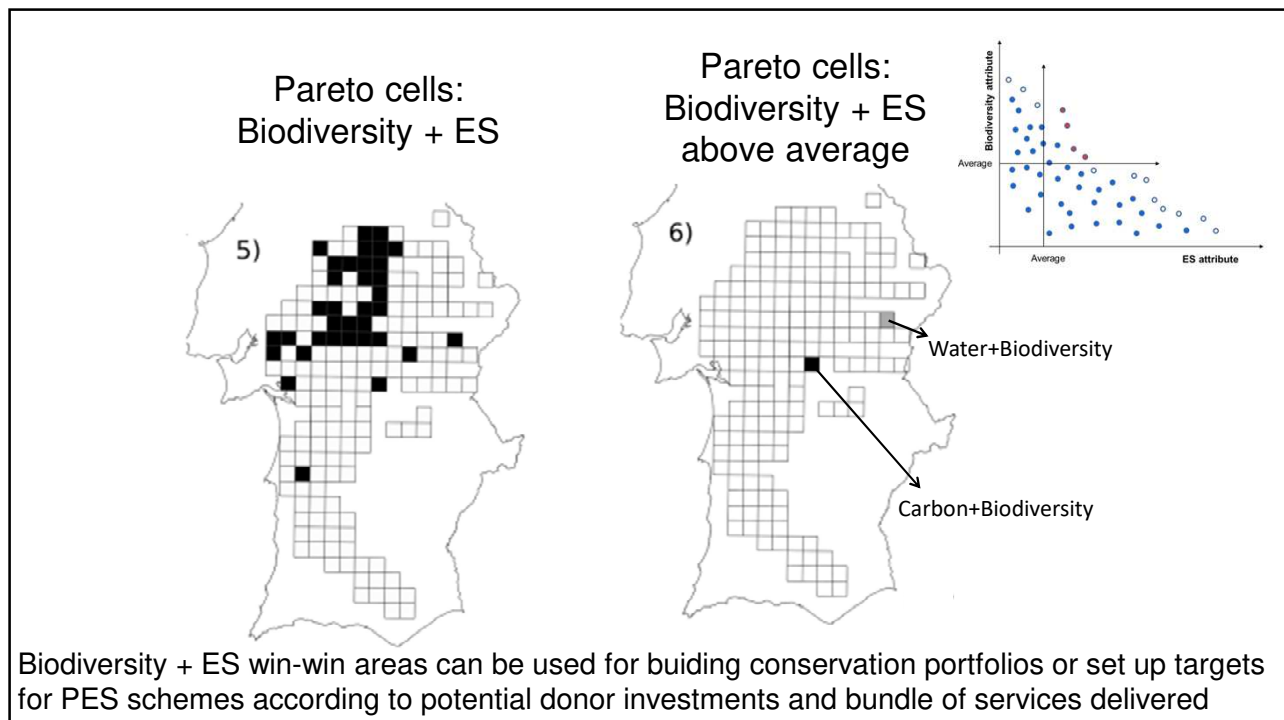 Pareto cells:
Biodiversity + ES
Pareto cells:
Biodiversity + ES
above average
Biodiversity attribute
Average
Average
ES attribute
5)
6)
Water+Biodiversity
Carbon+Biodiversity
Biodiversity + ES win-win areas can be used for buiding conservation portfolios or set up targets
for PES schemes according to potential donor investments and bundle of services delivered